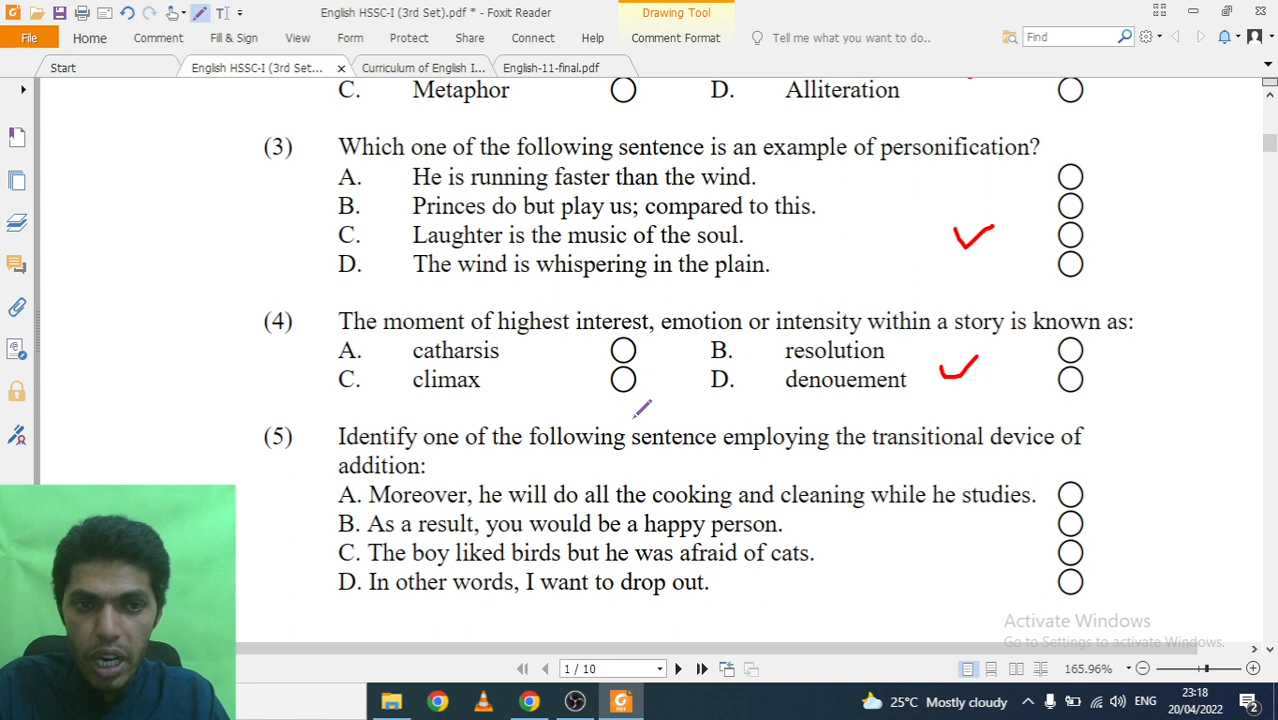 English HSSC-I (3rd Set).pdf * - Foxit Reader
Drawing Tool
File
Home
Comment
Fill & Sign
View
Form
Protect
Share
Connect
Help
Comment Format
Tell me what you want to do..
Find
Start
English HSSC-I (3rd Set... x
Curriculum of English I...
English-11-final.pdf
C. Metaphor D. Alliteration
(3) Which one of the following sentence is an example of personification?
A. He is running faster than the wind.
B. Princes do but play us; compared to this.
C. Laughter is the music of the soul.
D. The wind is whispering in the plain.
(4) The moment of highest interest, emotion or intensity within a story is known as:
A. catharsis B. resolution
C. climax D. denouement
(5) Identify one of the following sentence employing the transitional device of
addition:
A. Moreover, he will do all the cooking and cleaning while he studies.
B. As a result, you would be a happy person.
C. The boy liked birds but he was afraid of cats.
D. In other words, I want to drop out.
Activate Windows
Go to Settings to activate Windows.
1 / 10
165.96%
25°C Mostly cloudy
ENG
23:18
20/04/2022
2